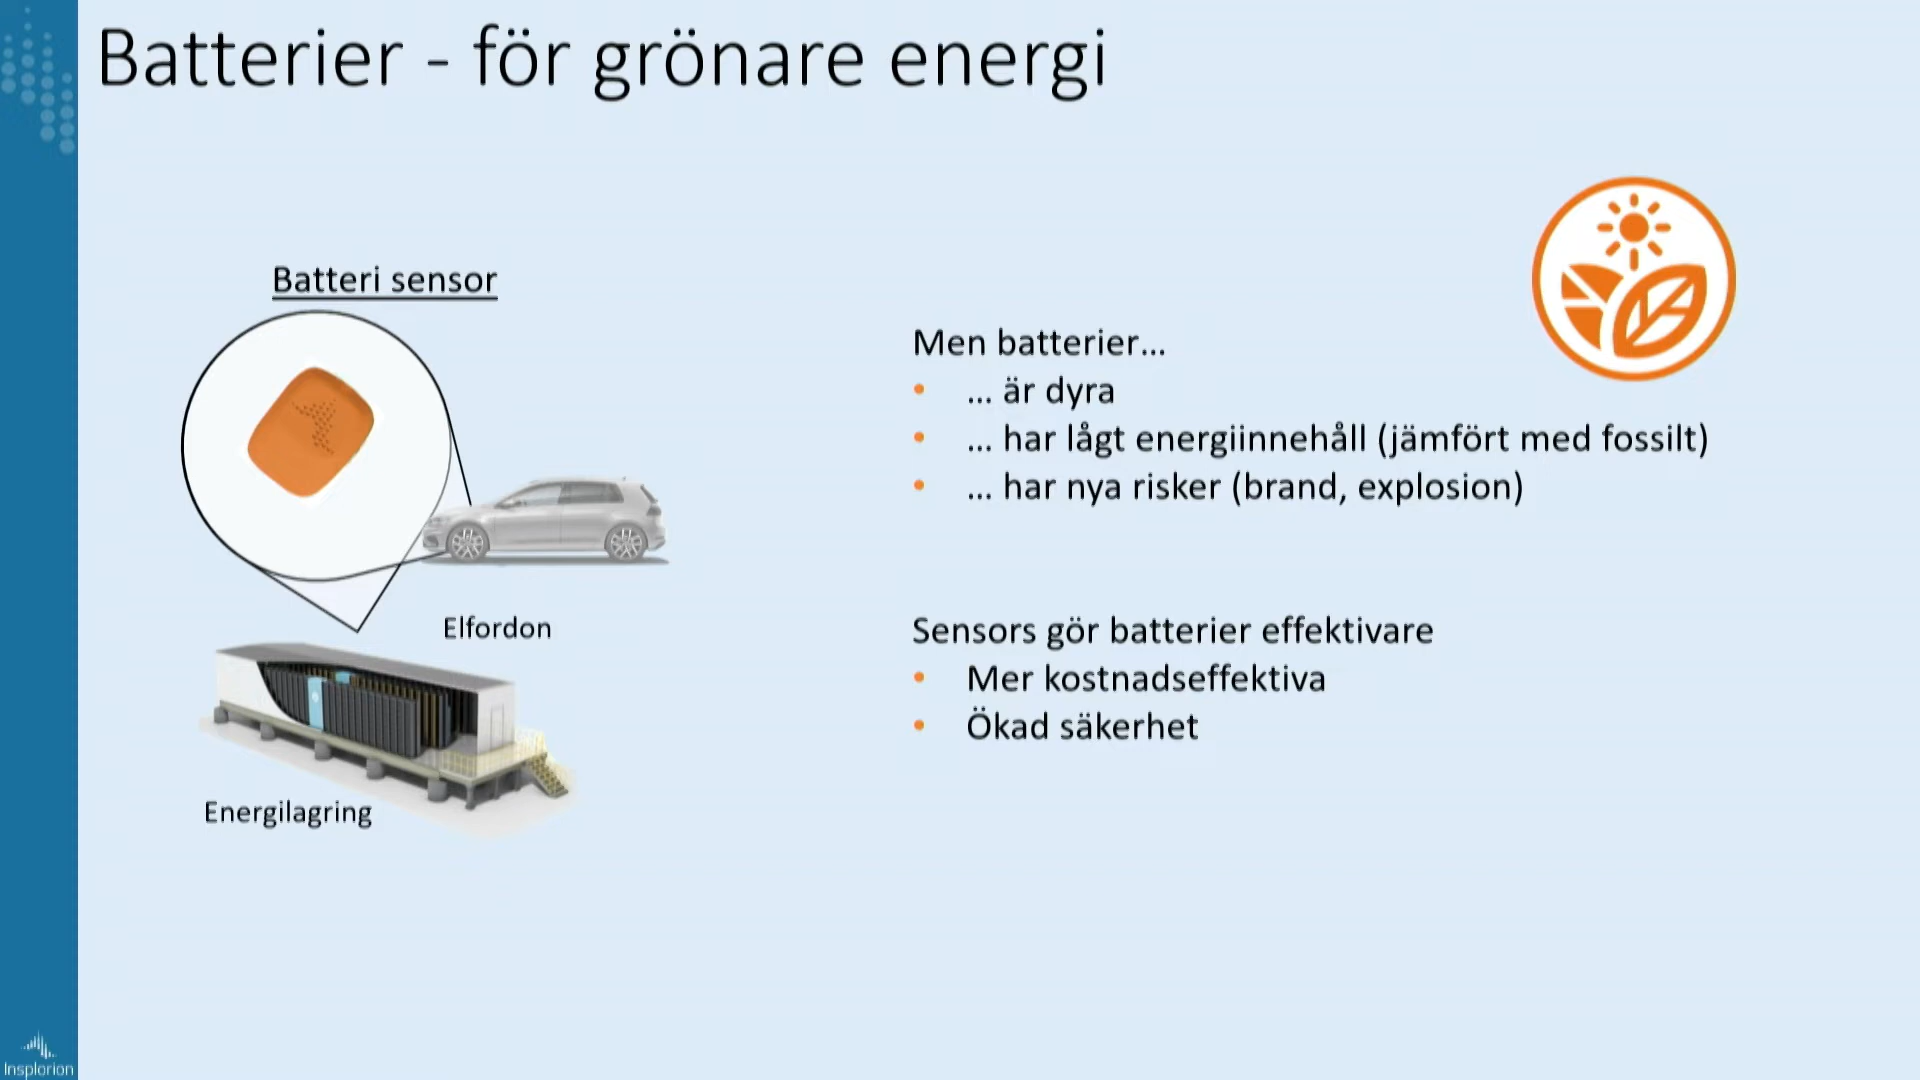 Batterier - för grönare energi
Batteri sensor
Elfordon
Energilagring
Men batterier...
• ... är dyra
• ... har lågt energiinnehåll (jämfört med fossilt)
• ... har nya risker (brand, explosion)
Sensors gör batterier effektivare
• Mer kostnadseffektiva
• Ökad säkerhet
Insplorion